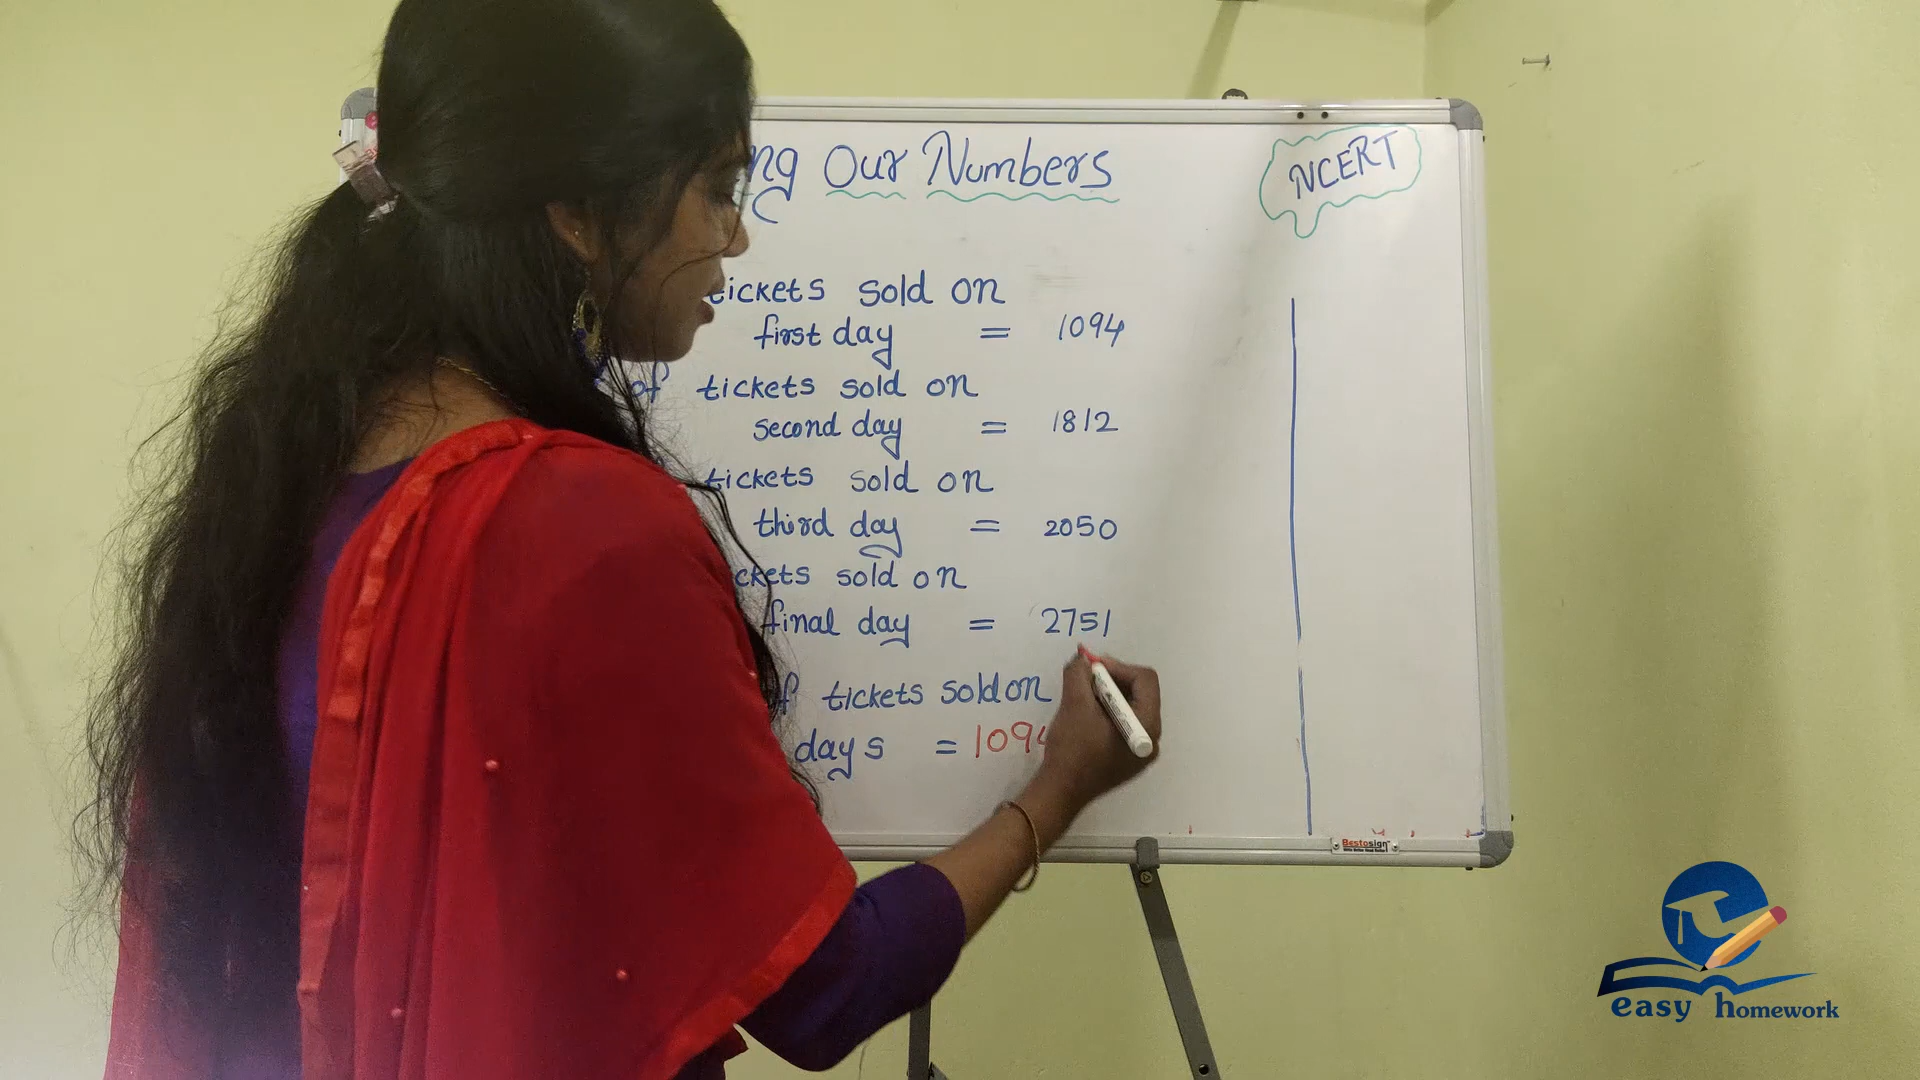 Our Numbers
NCERT
tickets sold on
first day = 1094
of tickets sold on
second day = 1812
tickets sold on
third day = 2050
sold on
final day = 2751
tickets sold on
days = 1094
Bestosign
easy homework